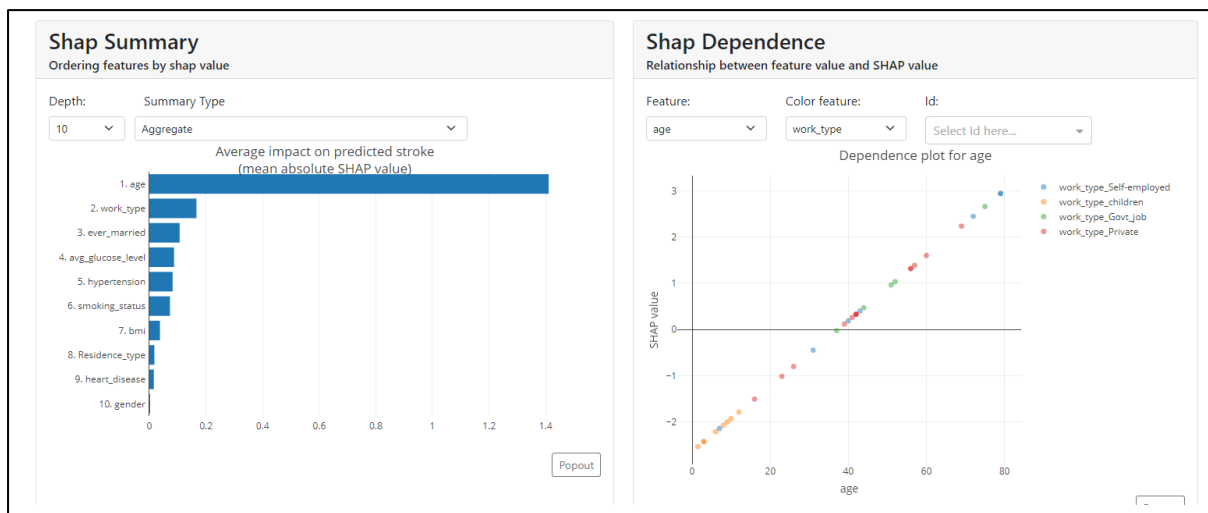 Shap Summary
Ordering features by shap value
Depth:
Summary Type
10
Aggregate
Average impact on predicted stroke
(mean absolute SHAP value)
1. age
2. work_type
3. ever_married
4. avg_glucose_level
5. hypertension
6. smoking_status
7. bmi
8. Residence_type
9. heart_disease
10. gender
0
0.2
0.4
0.6
0.8
1
1.2
1.4
Popout
Shap Dependence
Relationship between feature value and SHAP value
Feature:
Color feature:
Id:
age
work_type
Select Id here...
Dependence plot for age
3
2
1
0
−1
−2
SHAP value
0
20
40
60
80
age
work_type_Self-employed
work_type_children
work_type_Govt_job
work_type_Private